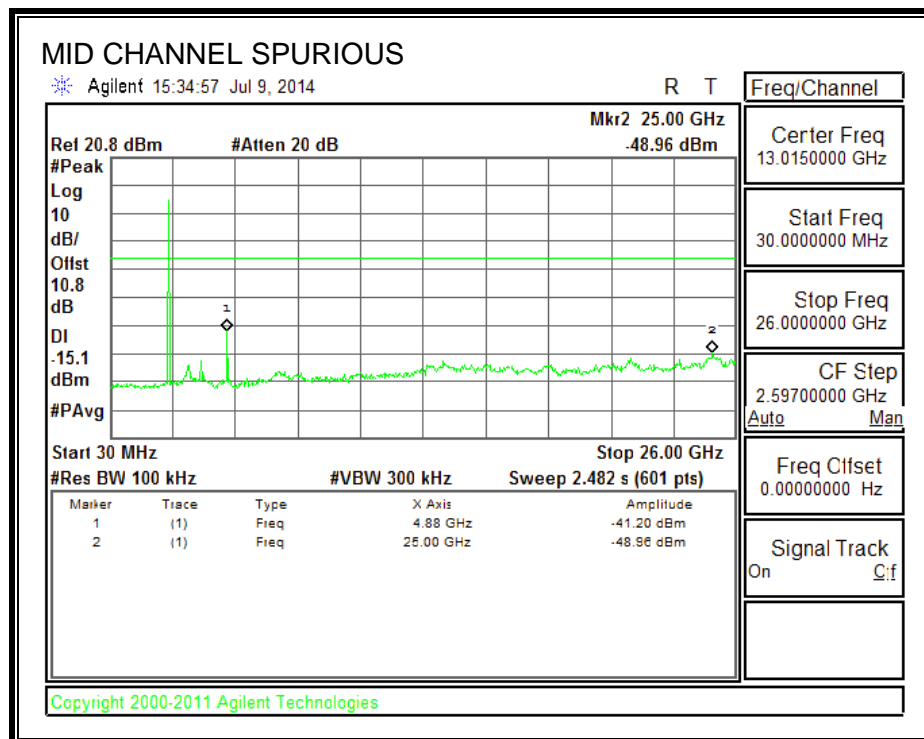 MID CHANNEL SPURIOUS
Agilent 15:34:57 Jul 9, 2014
R T
Freq/Channel
Mkr2 25.00 GHz
Ref 20.8 dBm #Atten 20 dB -48.96 dBm
#Peak
Log
10
dB/
Offst
10.8
dB
DI
-15.1
dBm
#PAvg
1
2
Start 30 MHz Stop 26.00 GHz
#Res BW 100 kHz #VBW 300 kHz Sweep 2.482 s (601 pts)
Marker Trace Type X Axis Amplitude
1 (1) Freq 4.88 GHz -41.20 dBm
2 (1) Freq 25.00 GHz -48.96 dBm
Center Freq
13.0150000 GHz
Start Freq
30.0000000 MHz
Stop Freq
26.0000000 GHz
CF Step
2.59700000 GHz
Auto Man
Freq Offset
0.00000000 Hz
Signal Track
On Off
Copyright 2000-2011 Agilent Technologies